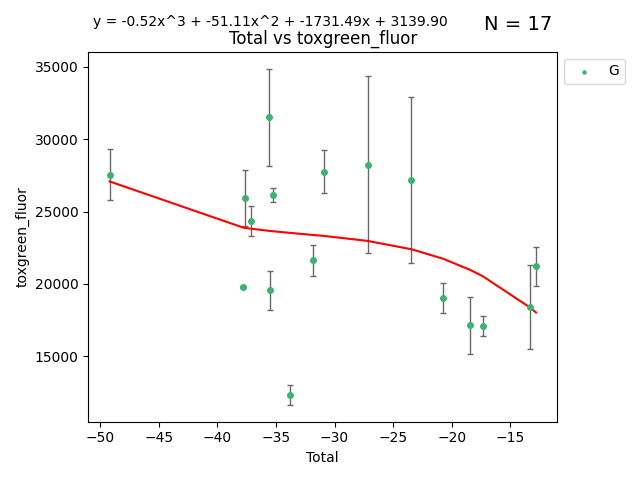 y = -0.52x^3 + -51.11x^2 + -1731.49x + 3139.90
N = 17
Total vs toxgreen_fluor
G
toxgreen_fluor
35000
30000
25000
20000
15000
−50 −45 −40 −35 −30 −25 −20 −15
Total